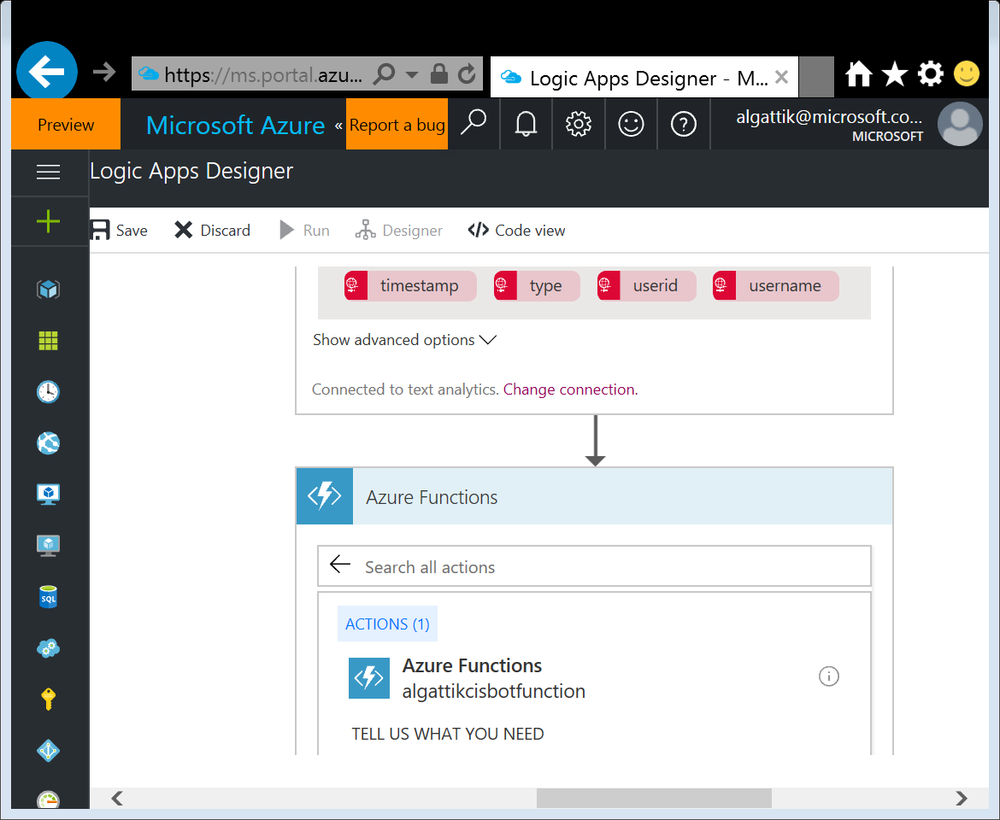 https://ms.portal.azu...
Logic Apps Designer - M...
Preview
Microsoft Azure «
Report a bug
algattik@microsoft.co...
MICROSOFT
Logic Apps Designer
Save
Discard
Run
Designer
Code view
timestamp
type
userid
username
Show advanced options
Connected to text analytics. Change connection.
Azure Functions
Search all actions
ACTIONS (1)
Azure Functions
algattikcisbotfunction
SQL
TELL US WHAT YOU NEED